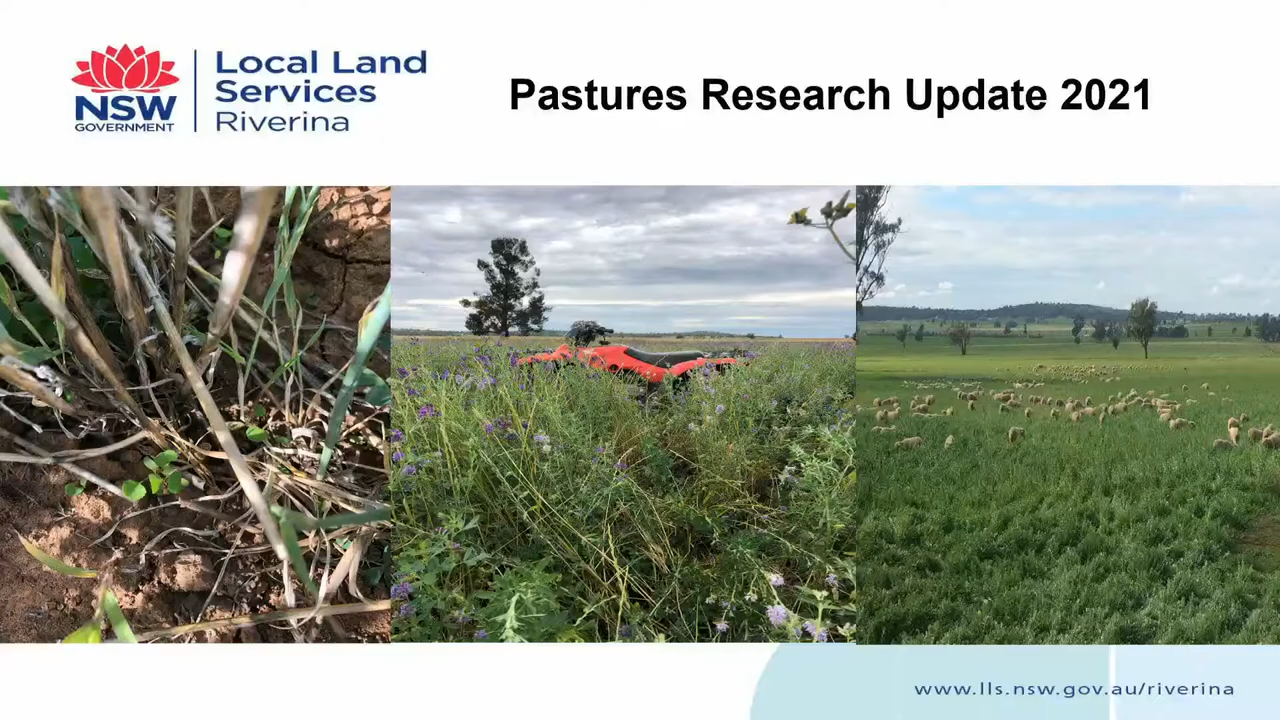 NSW
GOVERNMENT
Local Land
Services
Riverina
Pastures Research Update 2021
www.lls.nsw.gov.au/riverina